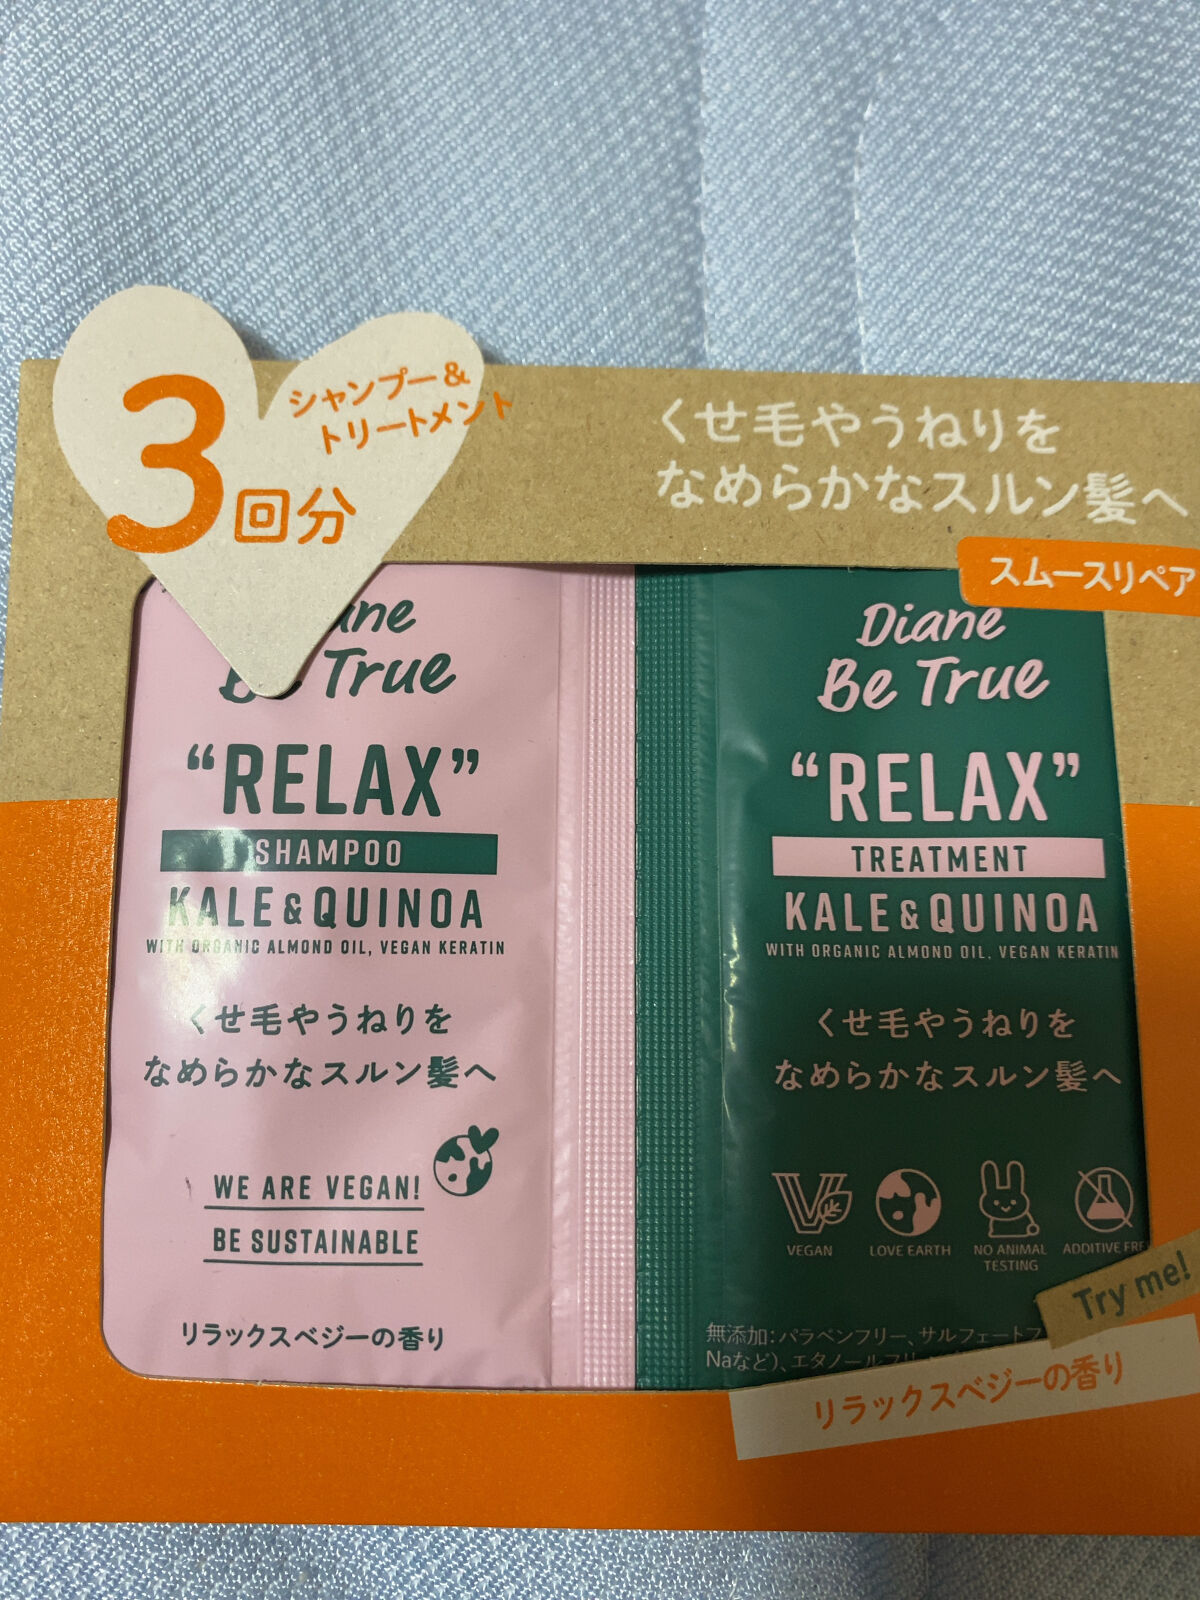 3回分
シャンプー&
トリートメント
くせ毛やうねりを
なめらかなスルン髪へ
スムースリペア
Be True
"RELAX"
SHAMPOO
KALE & QUINOA
WITH ORGANIC ALMOND OIL, VEGAN KERATIN
くせ毛やうねりを
なめらかなスルン髪へ
WE ARE VEGAN!
BE SUSTAINABLE
リラックスベジーの香り
Diane
Be True
"RELAX"
TREATMENT
KALE & QUINOA
WITH ORGANIC ALMOND OIL, VEGAN KERATIN
くせ毛やうねりを
なめらかなスルン髪へ
VEGAN
LOVE EARTH
NO ANIMAL
TESTING
ADDITIVE
無添加:パラベンフリー、サルフェート
Naなど)、エタノールフリー
Try me!
リラックスベジーの香り